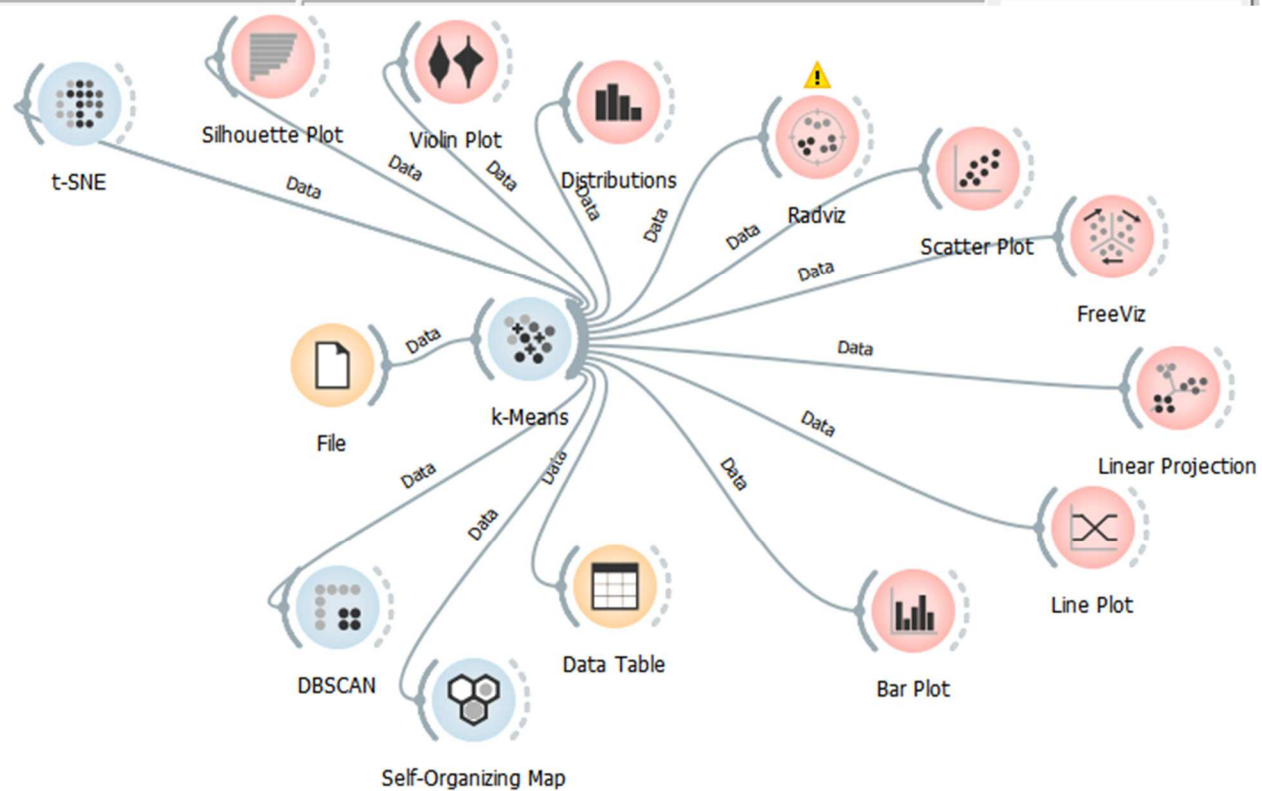 Silhouette Plot
Violin Plot
t-SNE
Distributions
Radviz
Scatter Plot
FreeViz
Data
Data
Data
Data
Data
Data
Data
Data
File
k-Means
Data
Linear Projection
Data
Data
Data
Data
Data
Line Plot
DBSCAN
Data Table
Bar Plot
Self-Organizing Map